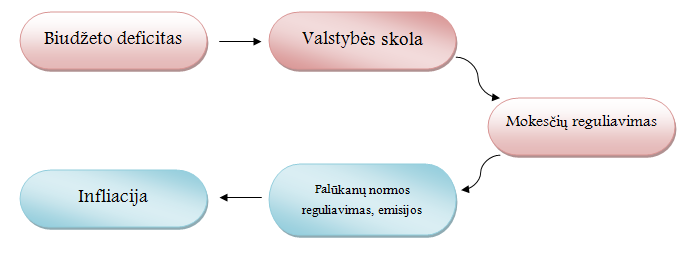 Biudžeto deficitas
Valstybės skola
Mokesčių reguliavimas
Palūkanų normos
reguliavimas, emisijos
Infliacija